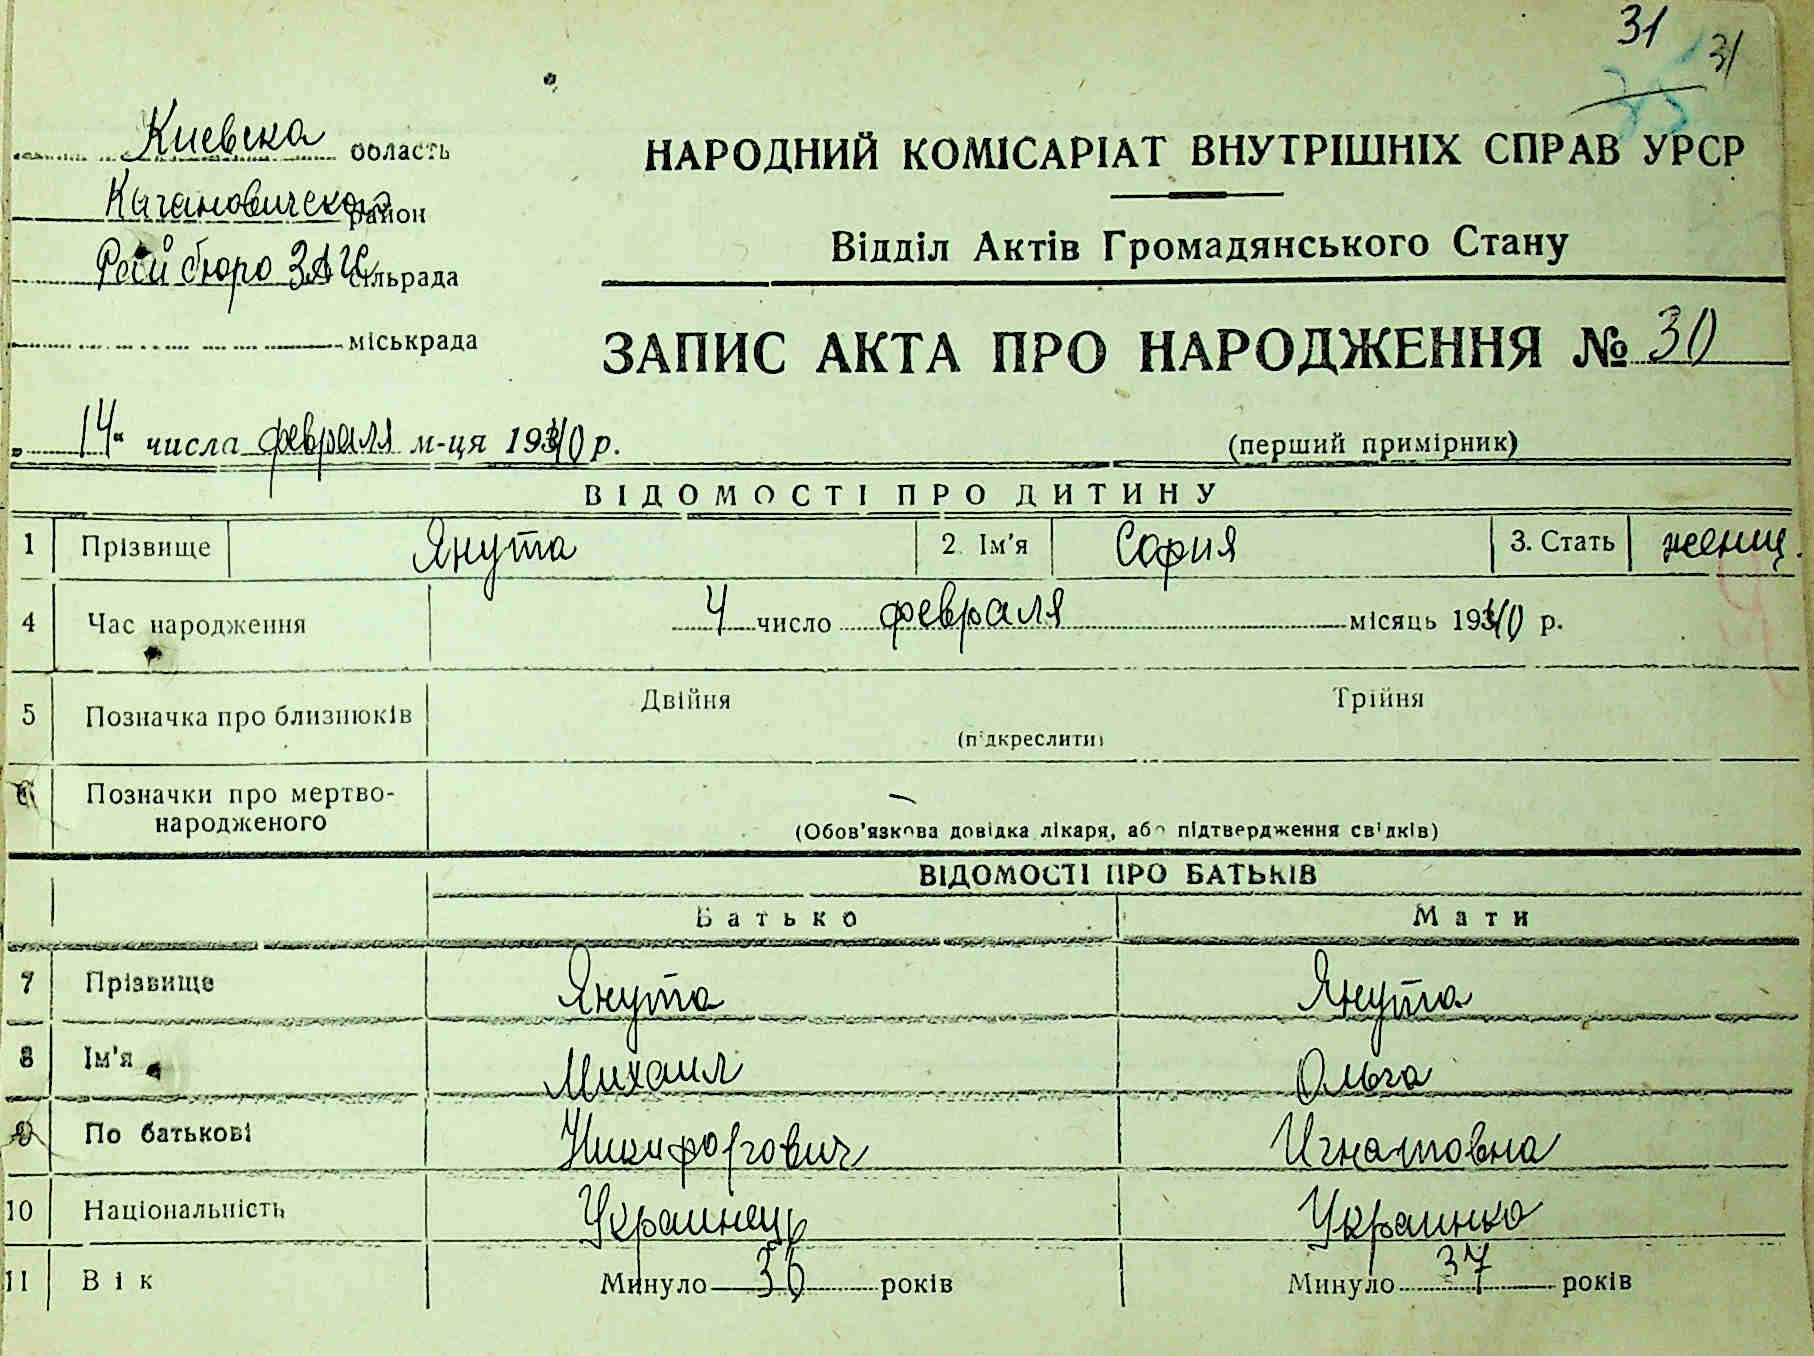 31
31
Киевска область
НАРОДНИЙ КОМІСАРІАТ ВНУТРІШНІХ СПРАВ УРСР
Кагановическ район
Відділ Актів Громадянського Стану
бюро ЗАГС сільрада
міськрада
ЗАПИС АКТА ПРО НАРОДЖЕННЯ № 30
„14“ числа февраля м-ця 1940 р.
(перший примірник)
ВІДОМОСТІ ПРО ДИТИНУ
1 Прізвище Янута 2. Ім'я София 3. Стать женщ.
4 Час народження 4 число февраля місяць 1940 р.
5 Позначка про близнюків Двійня Трійня
(підкреслити)
6 Позначки про мертво-
народженого
(Обов'язкова довідка лікаря, або підтвердження свідків)
ВІДОМОСТІ ПРО БАТЬКІВ
Батько Мати
7 Прізвище Янута Янута
8 Ім'я Михаил Ольга
9 По батькові Никифорович Игнатовна
10 Національність Украинец Украинка
11 Вік Минуло 36 років Минуло 37 років